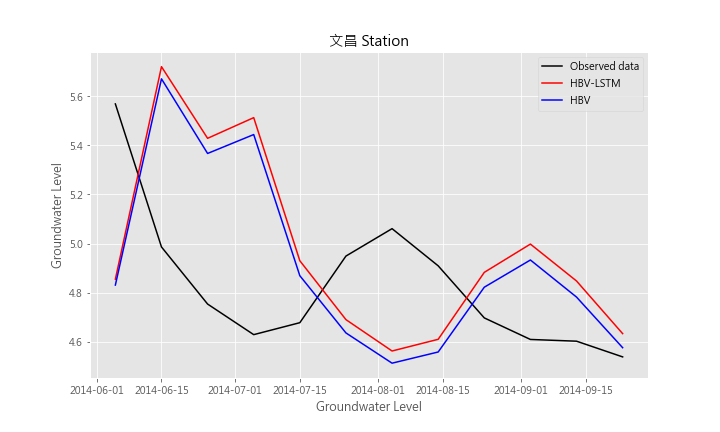 文昌 Station
Observed data
HBV-LSTM
HBV
Groundwater Level
5.6
5.4
5.2
5.0
4.8
4.6
2014-06-01 2014-06-15 2014-07-01 2014-07-15 2014-08-01 2014-08-15 2014-09-01 2014-09-15
Groundwater Level